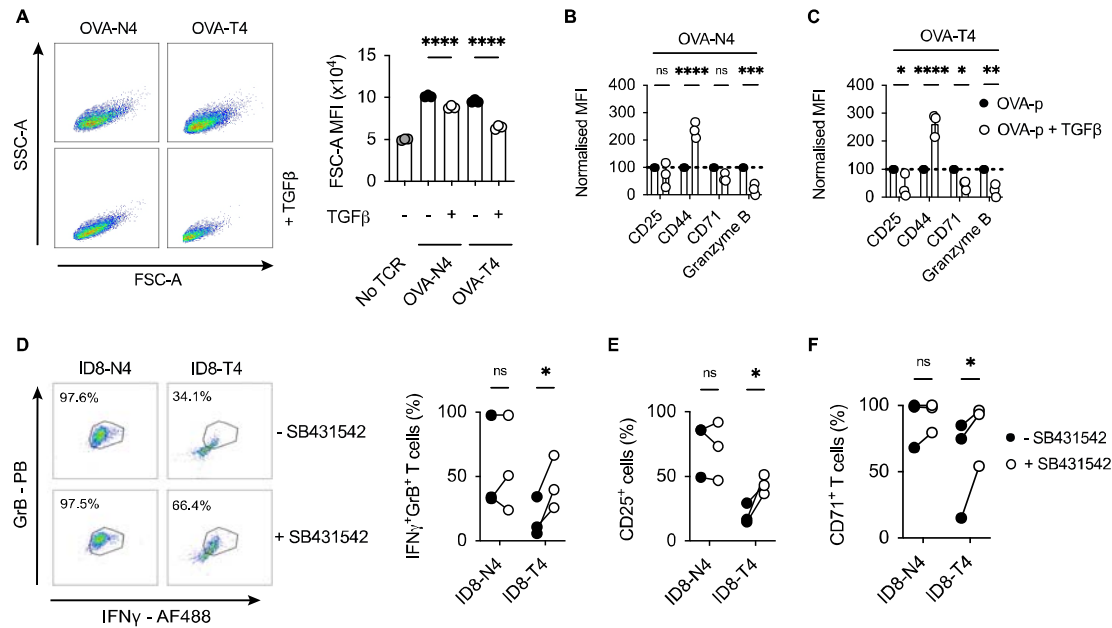 A
OVA-N4 OVA-T4
SSC-A
+ TGFβ
FSC-A
**** ****
FSC-A MFI (x10⁴)
15
10
5
0
TGFβ - - + - +
No TCR
OVA-N4
OVA-T4
B
OVA-N4
ns **** ns ***
Normalised MFI
400
300
200
100
0
CD25
CD44
CD71
Granzyme B
C
OVA-T4
* **** * **
Normalised MFI
400
300
200
100
0
CD25
CD44
CD71
Granzyme B
OVA-p
OVA-p + TGFβ
D
ID8-N4 ID8-T4
97.6% 34.1%
- SB431542
97.5% 66.4%
+ SB431542
GrB - PB
IFNγ - AF488
ns *
IFNγ⁺GrB⁺ T cells (%)
100
50
0
ID8-N4
ID8-T4
E
ns *
CD25⁺ cells (%)
100
50
0
ID8-N4
ID8-T4
F
ns *
CD71⁺ T cells (%)
100
50
0
ID8-N4
ID8-T4
- SB431542
+ SB431542